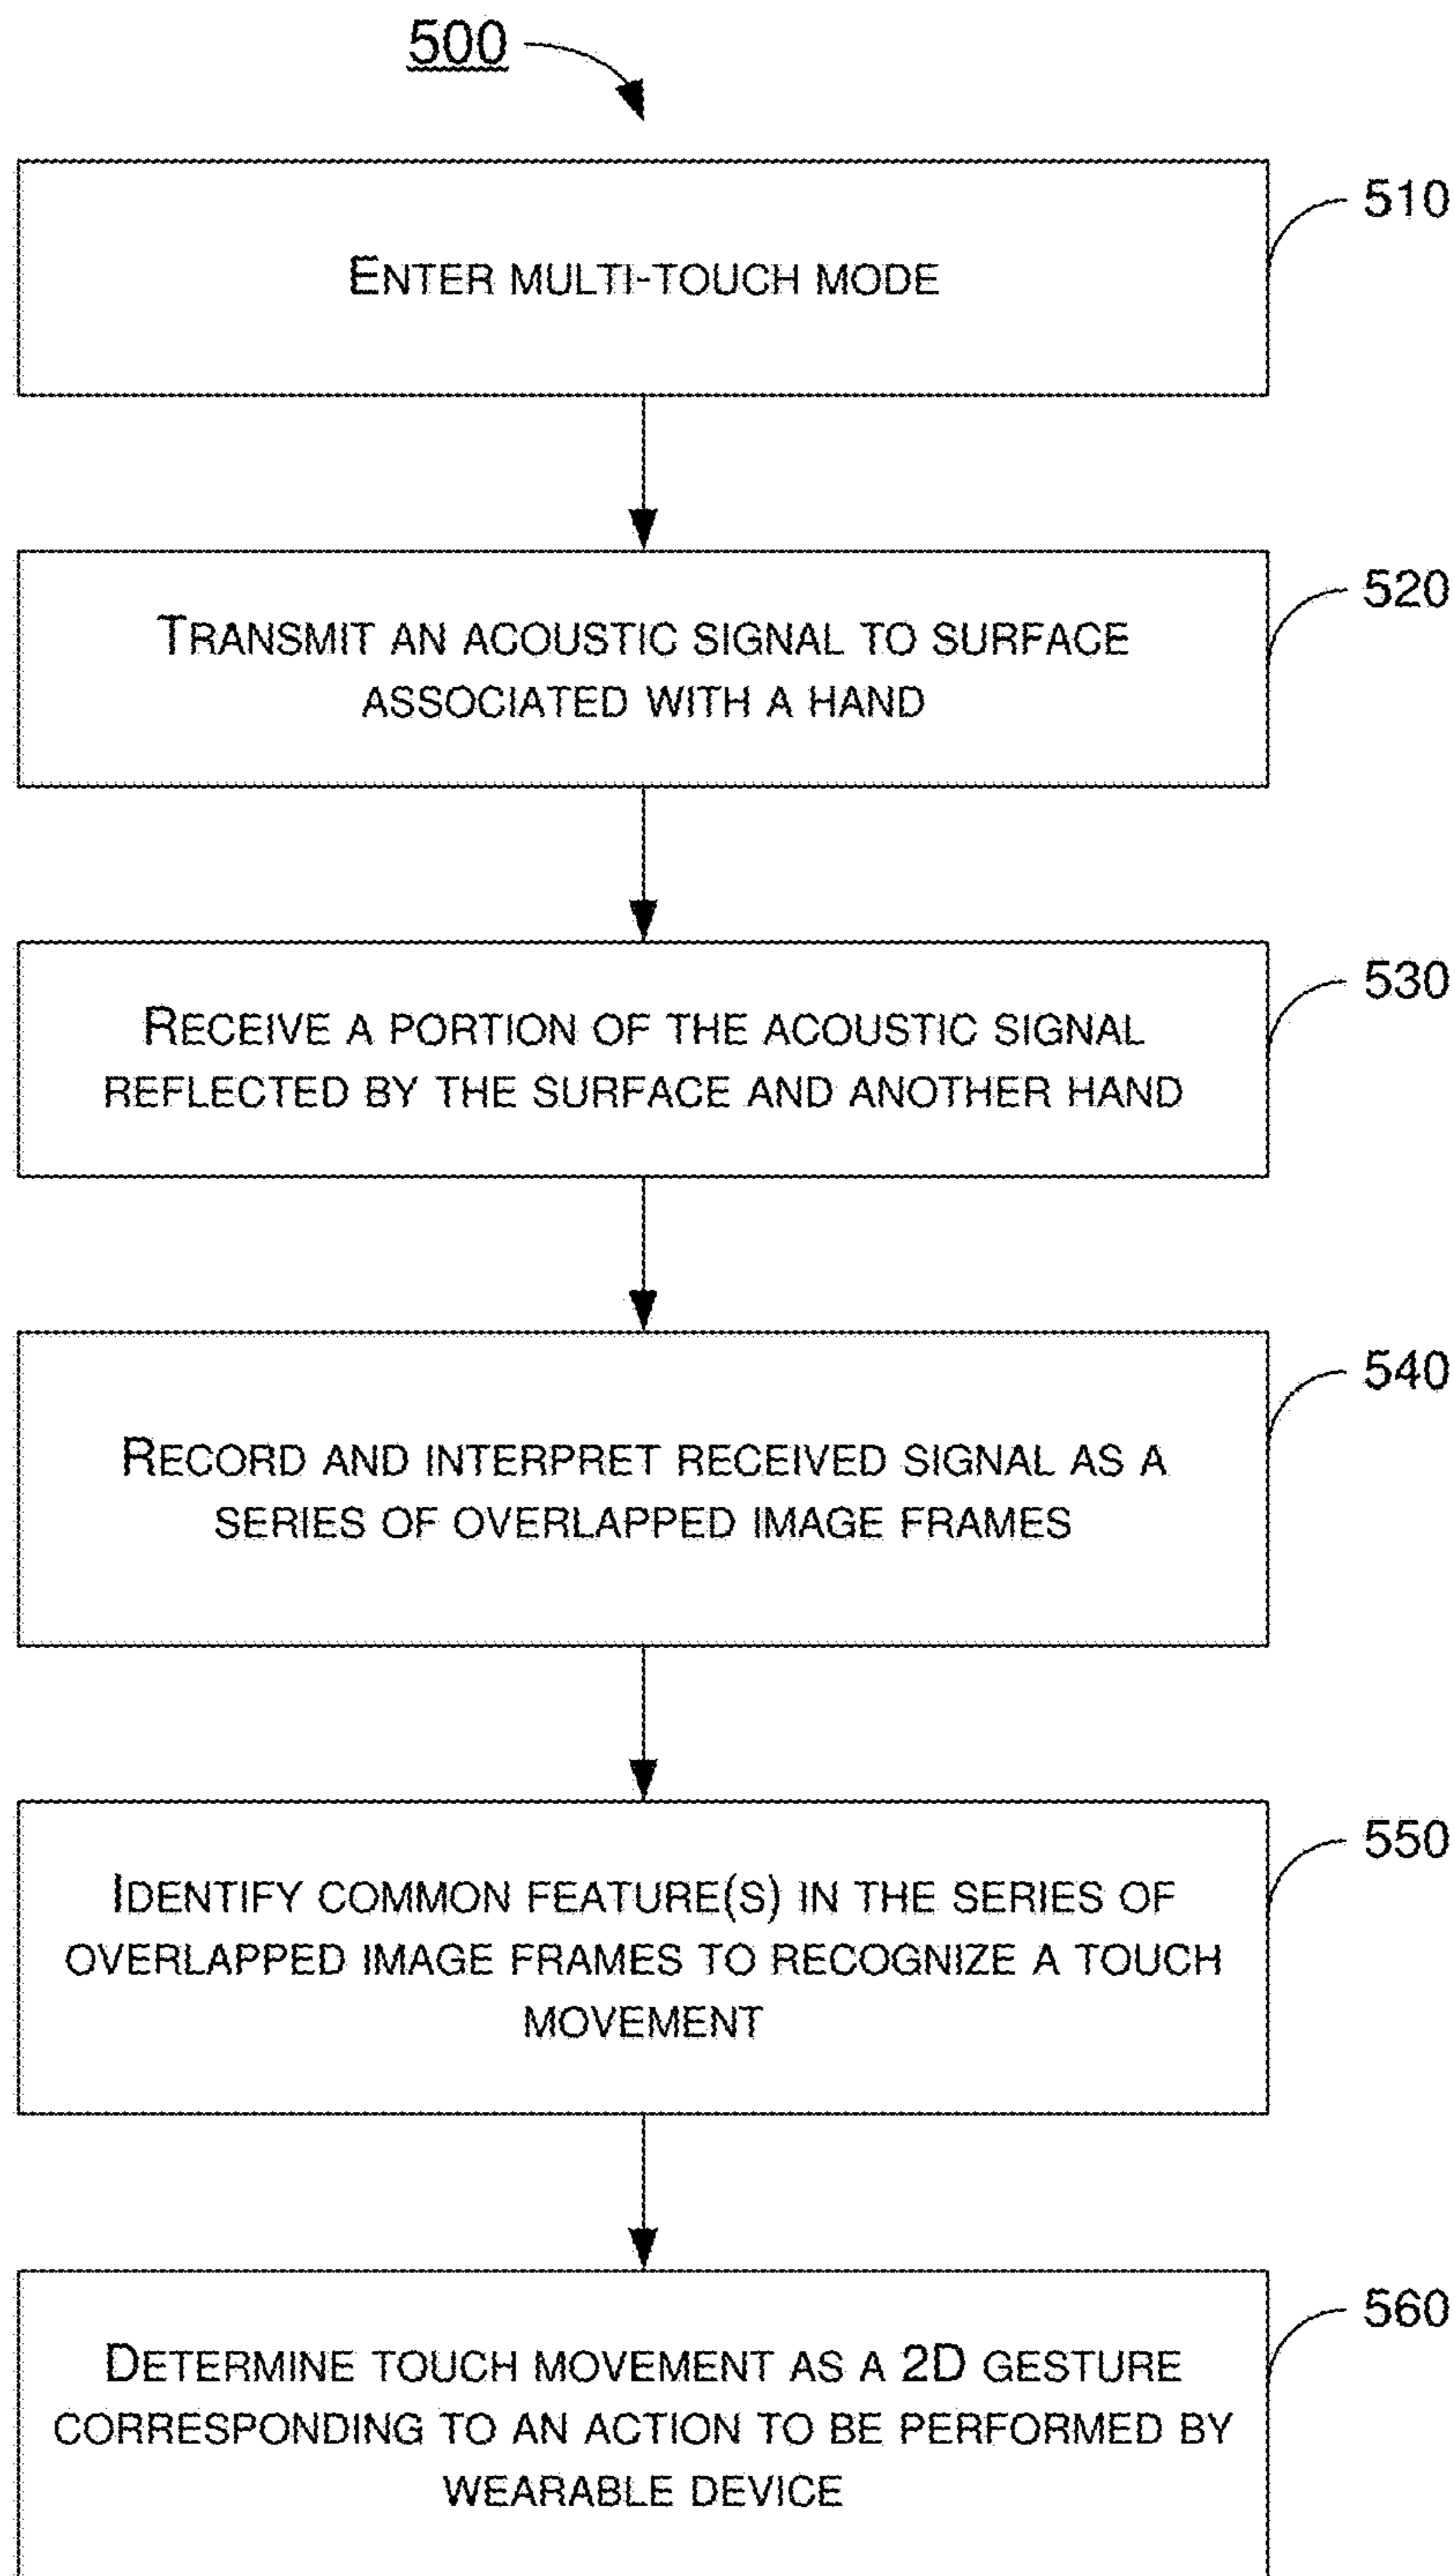 500
510
ENTER MULTI-TOUCH MODE
520
TRANSMIT AN ACOUSTIC SIGNAL TO SURFACE
ASSOCIATED WITH A HAND
530
RECEIVE A PORTION OF THE ACOUSTIC SIGNAL
REFLECTED BY THE SURFACE AND ANOTHER HAND
540
RECORD AND INTERPRET RECEIVED SIGNAL AS A
SERIES OF OVERLAPPED IMAGE FRAMES
550
IDENTIFY COMMON FEATURE(S) IN THE SERIES OF
OVERLAPPED IMAGE FRAMES TO RECOGNIZE A TOUCH
MOVEMENT
560
DETERMINE TOUCH MOVEMENT AS A 2D GESTURE
CORRESPONDING TO AN ACTION TO BE PERFORMED BY
WEARABLE DEVICE